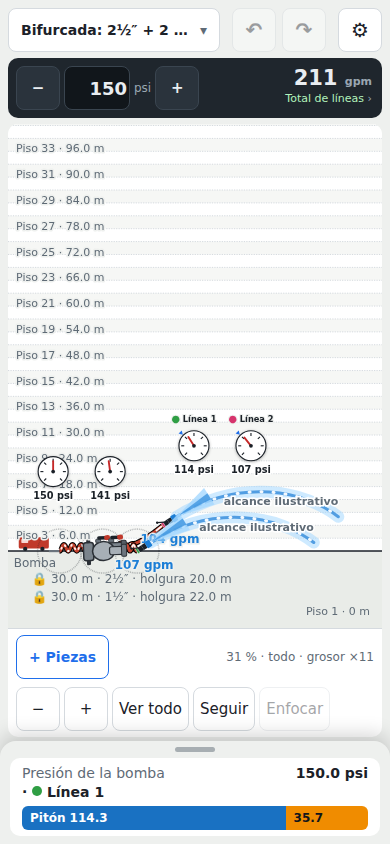 Bifurcada: 2½″ + 2 … ▾
↶ ↷ ⚙
− 150 psi +
211 gpm
Total de líneas ›
Piso 33 · 96.0 m
Piso 31 · 90.0 m
Piso 29 · 84.0 m
Piso 27 · 78.0 m
Piso 25 · 72.0 m
Piso 23 · 66.0 m
Piso 21 · 60.0 m
Piso 19 · 54.0 m
Piso 17 · 48.0 m
Piso 15 · 42.0 m
Piso 13 · 36.0 m
Línea 1 Línea 2
Piso 11 · 30.0 m
114 psi 107 psi
24.0 m
18.0 m
150 psi 141 psi
alcance ilustrativo
Piso 5 · 12.0 m
alcance ilustrativo
Piso 3 · 6.0 m
gpm
Bomba
107 gpm
🔒 30.0 m · 2½″ · holgura 20.0 m
🔒 30.0 m · 1½″ · holgura 22.0 m
Piso 1 · 0 m
+ Piezas
31 % · todo · grosor ×11
− + Ver todo Seguir Enfocar
Presión de la bomba 150.0 psi
· Línea 1
Pitón 114.3 35.7